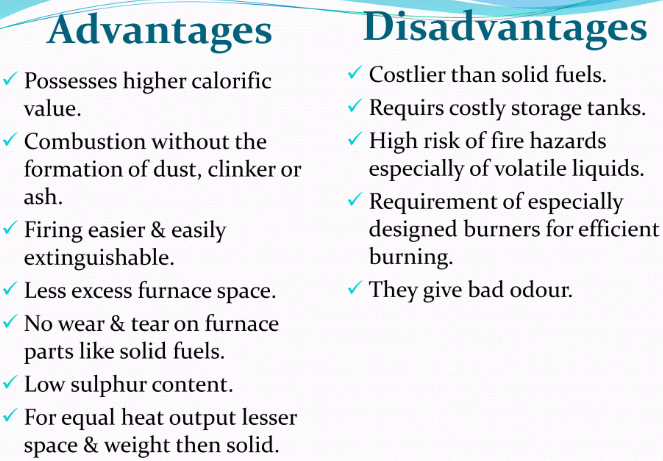 Advantages
Possesses higher calorific
value.
Combustion without the
formation of dust, clinker or
ash.
Firing easier & easily
extinguishable.
Less excess furnace space.
No wear & tear on furnace
parts like solid fuels.
Low sulphur content.
For equal heat output lesser
space & weight then solid.
Disadvantages
Costlier than solid fuels.
Requirs costly storage tanks.
High risk of fire hazards
especially of volatile liquids.
Requirement of especially
designed burners for efficient
burning.
They give bad odour.